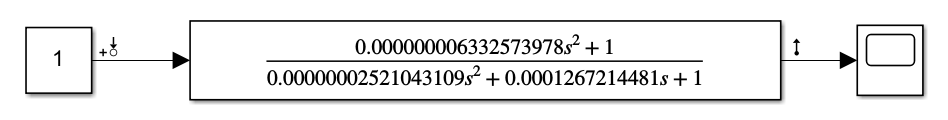 1
0.000000006332573978s² + 1
0.00000002521043109s² + 0.0001267214481s + 1